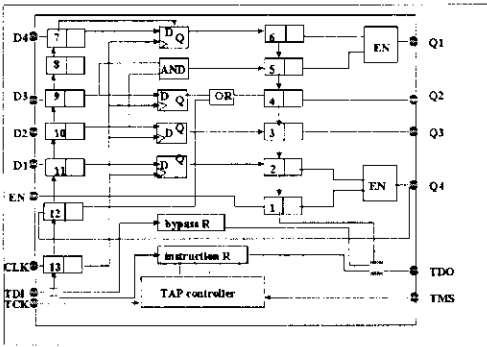 D4 7 D Q 6 EN Q1
8 AND 5
D3 9 D Q OR 4 Q2
D2 10 D Q 3 Q3
D1 11 D Q 2 EN Q4
EN 1
12 bypass R
CLK 13 instruction R TDO
TDI
TCK TAP controller TMS